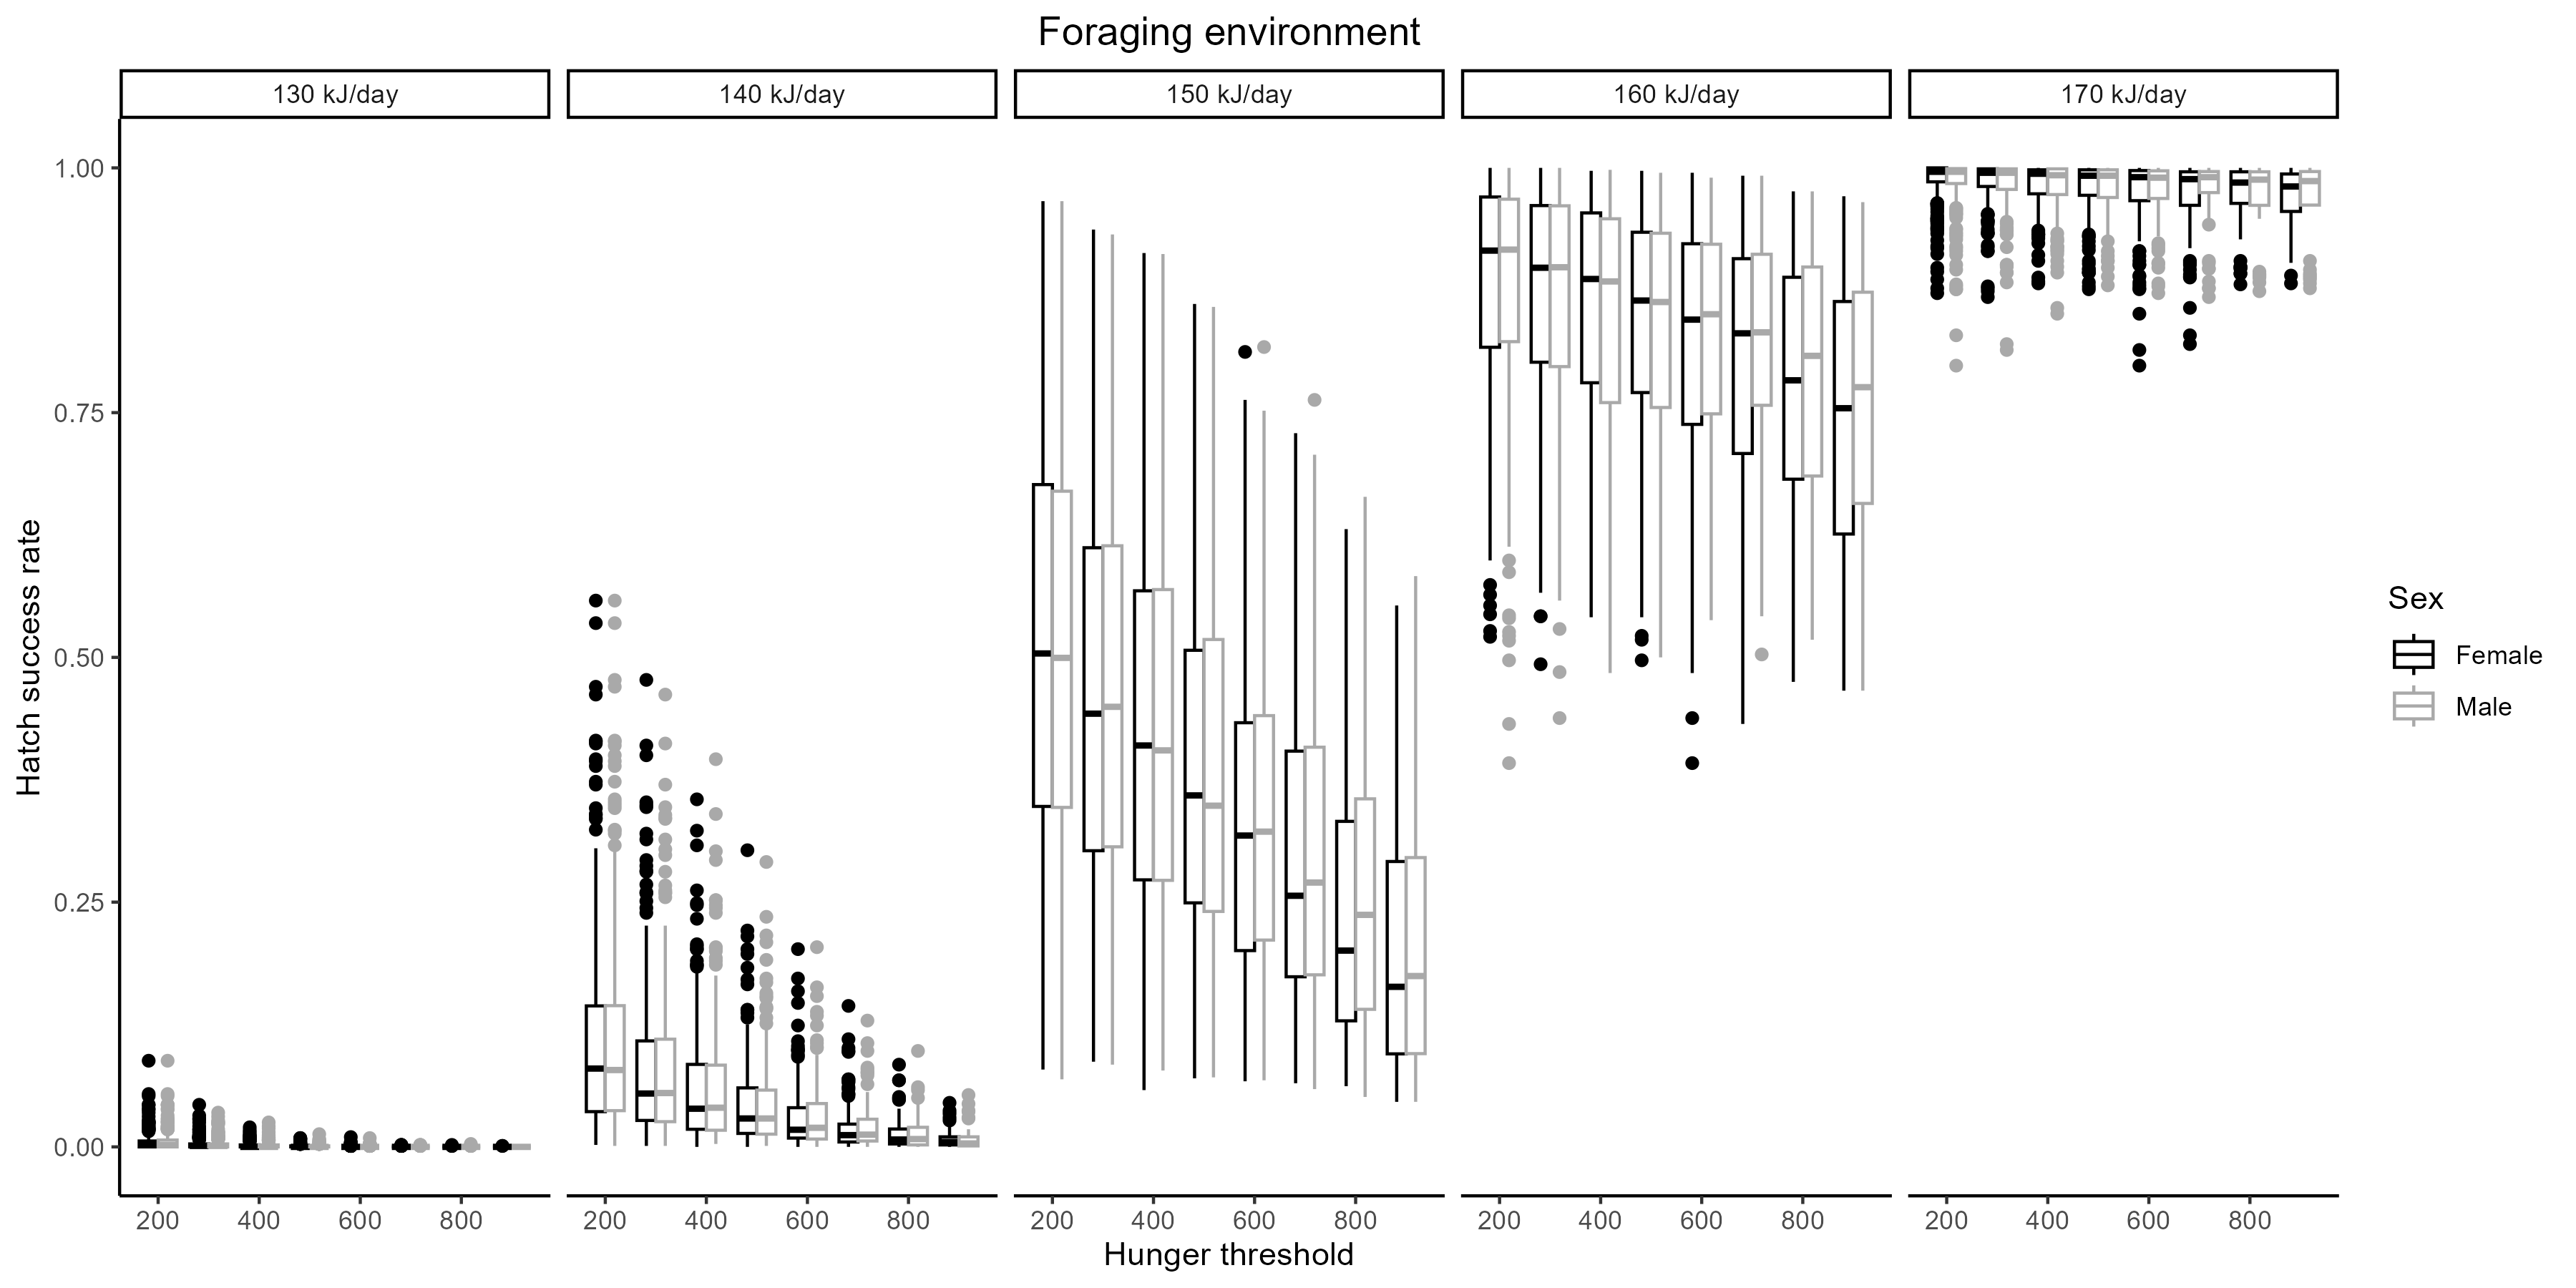 Foraging environment
130 kJ/day 140 kJ/day 150 kJ/day 160 kJ/day 170 kJ/day
1.00
0.75
0.50
0.25
0.00
Hatch success rate
200 400 600 800 200 400 600 800 200 400 600 800 200 400 600 800 200 400 600 800
Hunger threshold
Sex
Female
Male